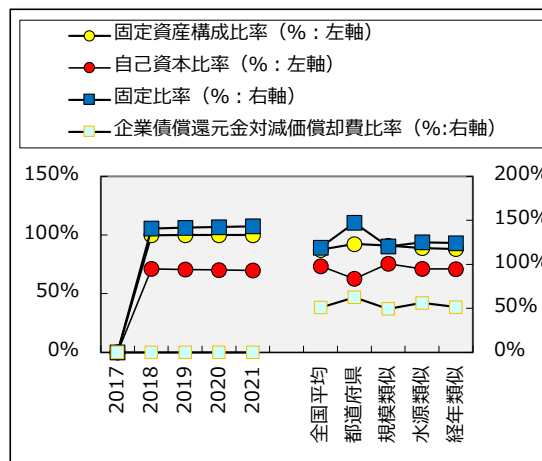 固定資産構成比率（%：左軸）
自己資本比率（%：左軸）
固定比率（%：右軸）
企業債償還元金対減価償却費比率（%:右軸）
150%
100%
50%
0%
200%
150%
100%
50%
0%
2017
2018
2019
2020
2021
全国平均
都道府県
規模類似
水源類似
経年類似